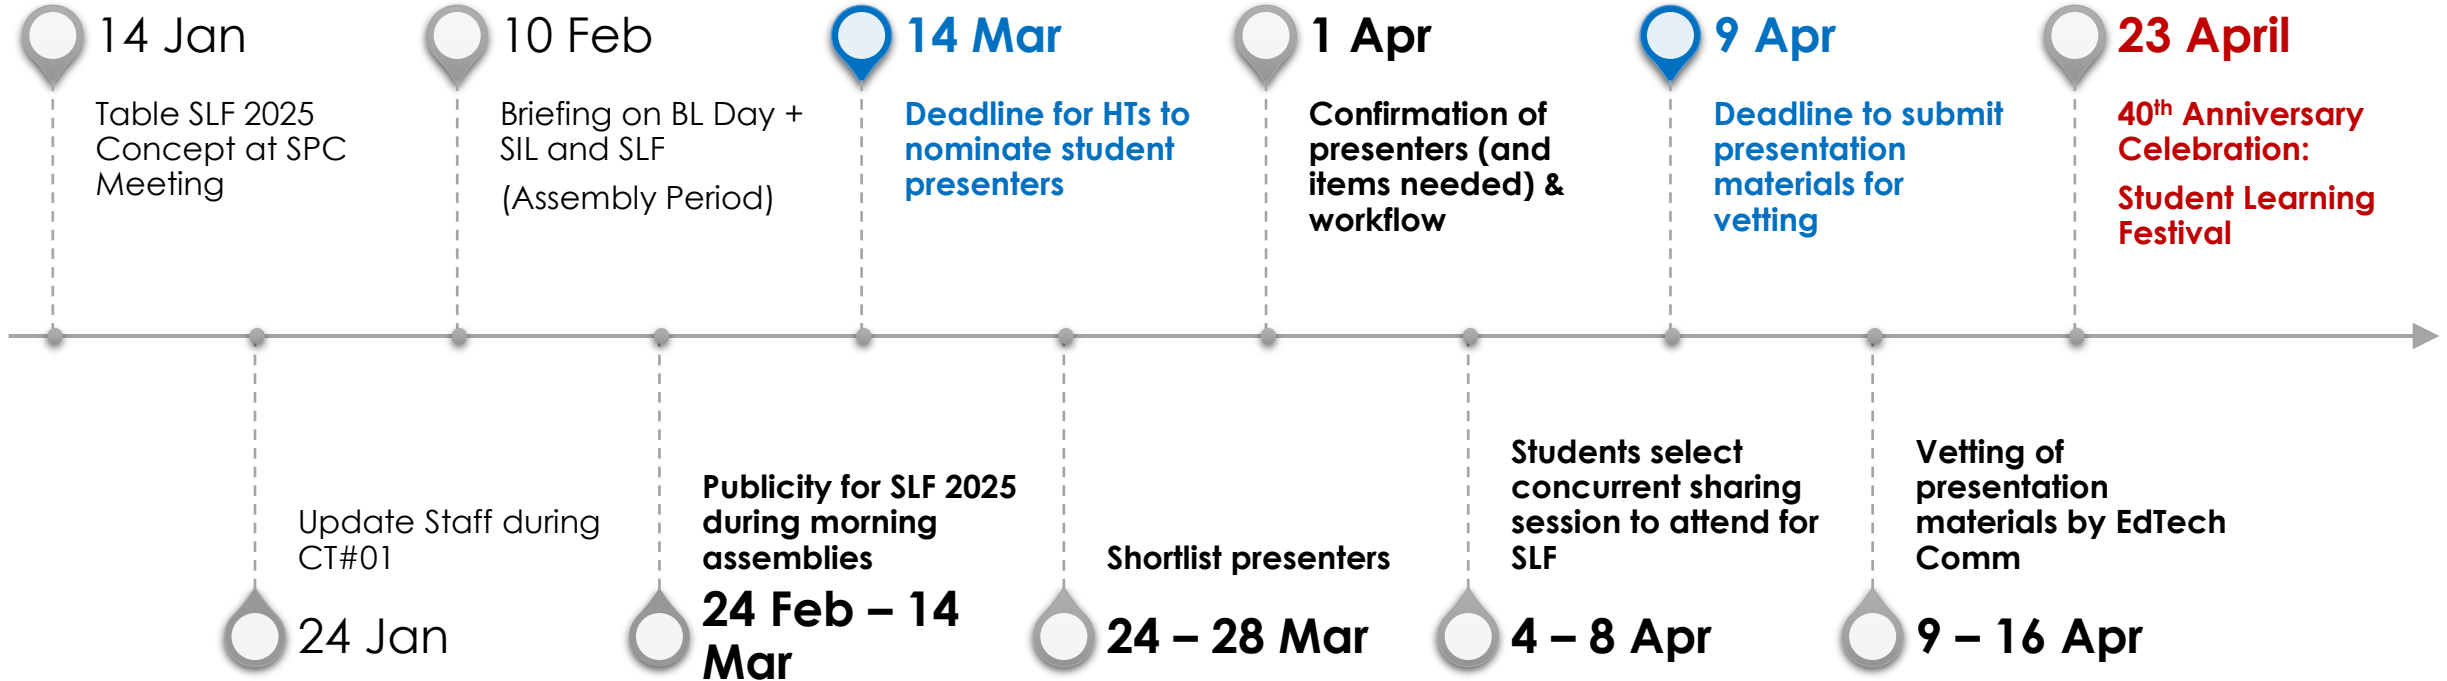 14 Jan
Table SLF 2025
Concept at SPC
Meeting
10 Feb
Briefing on BL Day +
SIL and SLF
(Assembly Period)
14 Mar
Deadline for HTs to
nominate student
presenters
1 Apr
Confirmation of
presenters (and
items needed) &
workflow
9 Apr
Deadline to submit
presentation
materials for
vetting
23 April
40th Anniversary
Celebration:
Student Learning
Festival
Update Staff during
CT#01
24 Jan
Publicity for SLF 2025
during morning
assemblies
24 Feb – 14
Mar
Shortlist presenters
24 – 28 Mar
Students select
concurrent sharing
session to attend for
SLF
4 – 8 Apr
Vetting of
presentation
materials by EdTech
Comm
9 – 16 Apr